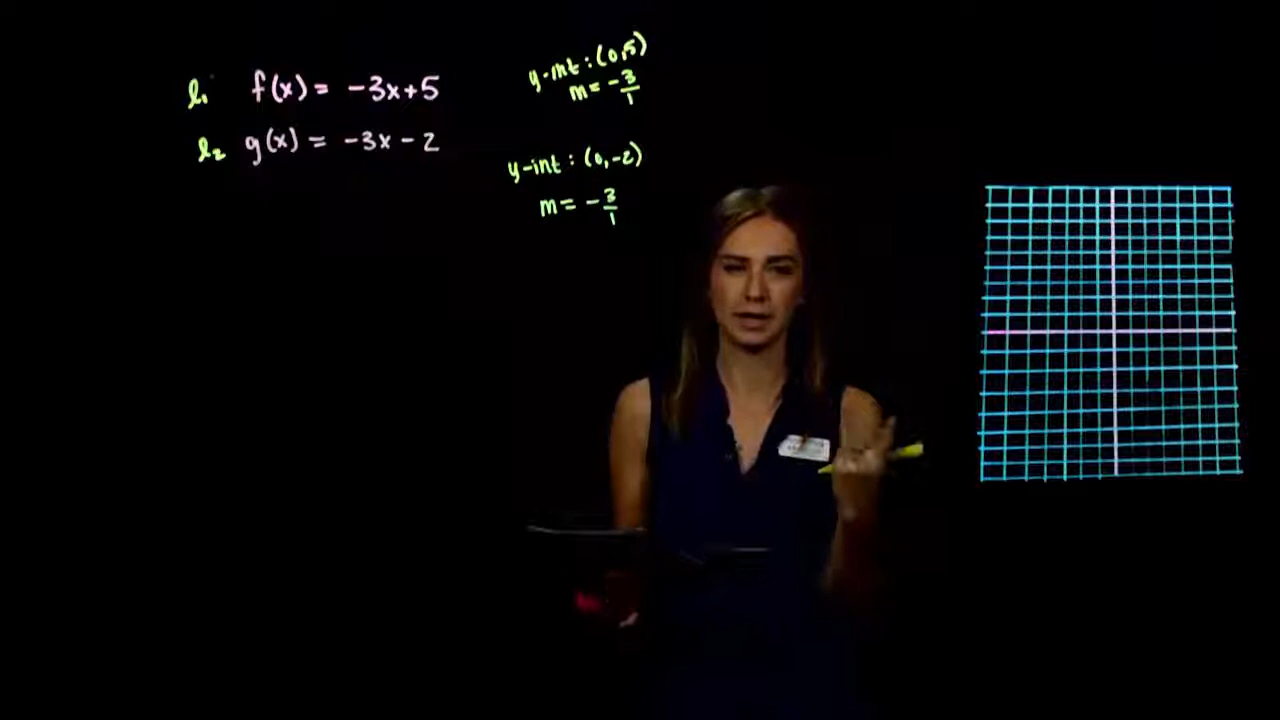 l₁ f(x) = -3x+5
l₂ g(x) = -3x - 2
y-int : (0,5)
m = -3/1
y-int : (0,-2)
m = -3/1